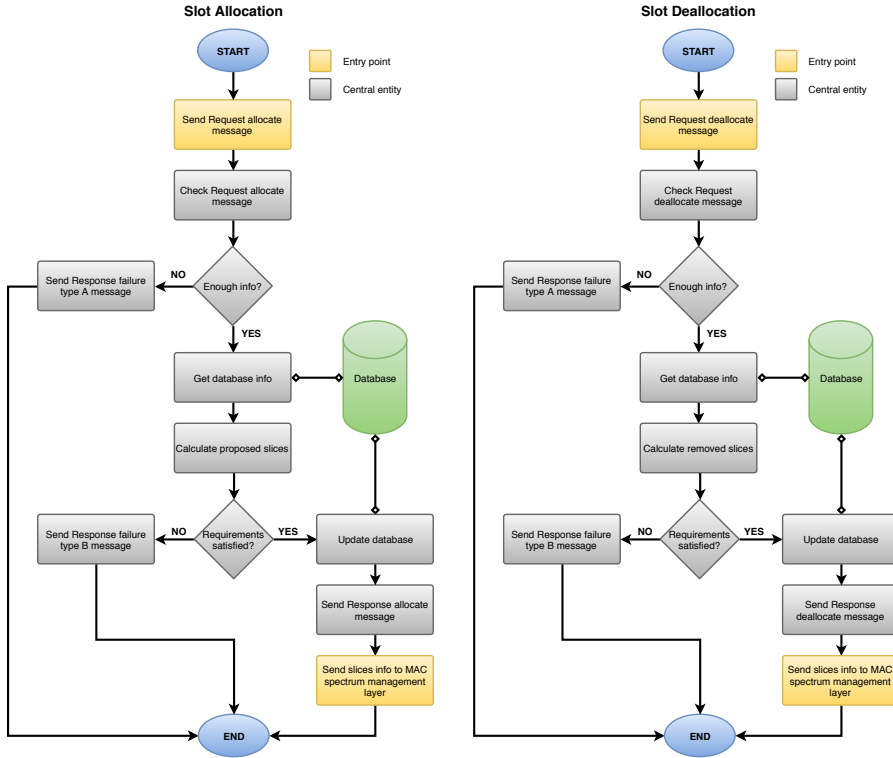 Slot Allocation
START
Entry point
Central entity
Send Request allocate
message
Check Request allocate
message
Enough info?
NO
Send Response failure
type A message
YES
Get database info
Database
Calculate proposed slices
Requirements
satisfied?
NO
Send Response failure
type B message
YES
Update database
Send Response allocate
message
Send slices info to MAC
spectrum management
layer
END
Slot Deallocation
START
Entry point
Central entity
Send Request deallocate
message
Check Request
deallocate message
Enough info?
NO
Send Response failure
type A message
YES
Get database info
Database
Calculate removed slices
Requirements
satisfied?
NO
Send Response failure
type B message
YES
Update database
Send Response
deallocate message
Send slices info to MAC
spectrum management
layer
END